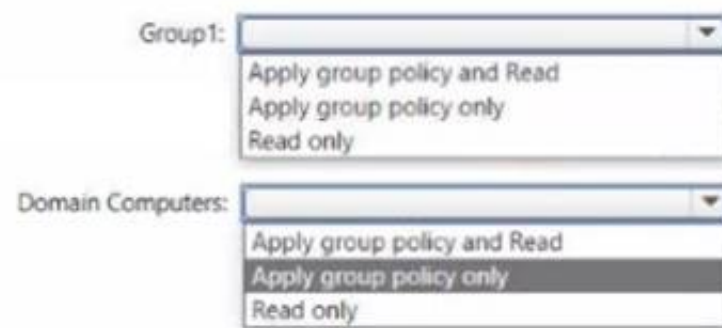 Group1:
Apply group policy and Read
Apply group policy only
Read only
Domain Computers:
Apply group policy and Read
Apply group policy only
Read only